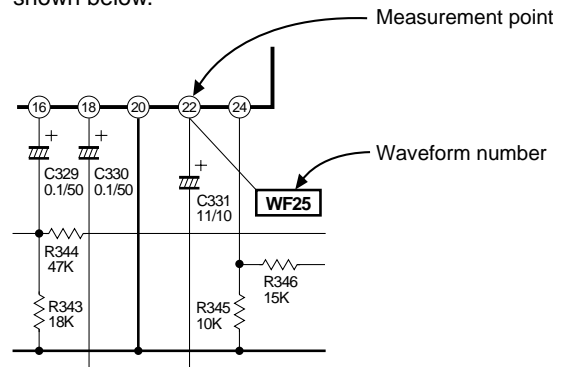 shown below.
Measurement point
16 18 20 22 24
+ + +
C329
0.1/50
C330
0.1/50
C331
11/10
Waveform number
WF25
R344
47K
R346
15K
R343
18K
R345
10K